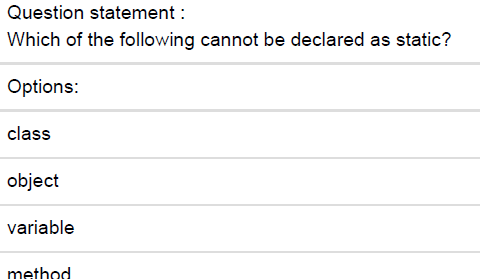 Question statement :
Which of the following cannot be declared as static?
Options:
class
object
variable
method